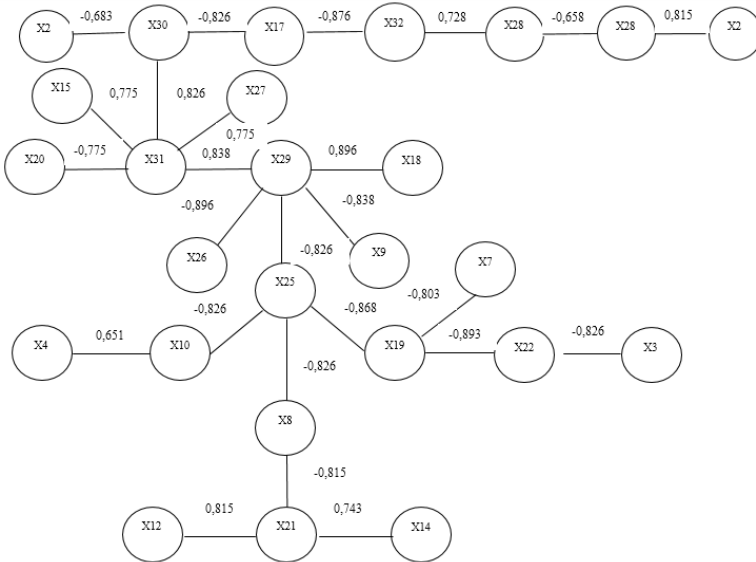 -0,683 -0,826 -0,876 0,728 -0,658 0,815
X2 X30 X17 X32 X28 X28 X2
X15 0,775 0,826 X27
0,775
-0,775 0,838 0,896
X20 X31 X29 X18
-0,896 -0,838
X26 -0,826 X9 X7
X25
-0,826 -0,868 -0,803
0,651 -0,893 -0,826
X4 X10 X19 X22 X3
-0,826
X8
-0,815
0,815 0,743
X12 X21 X14